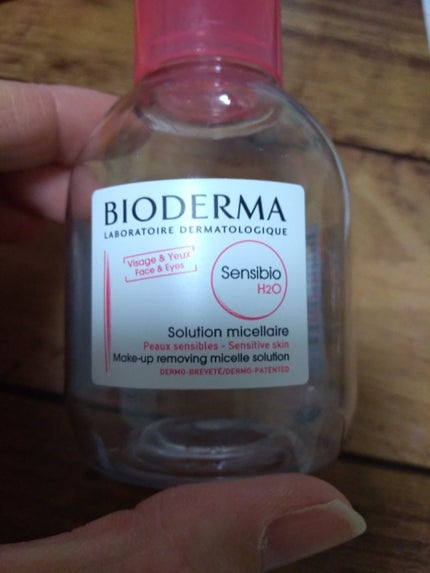 BIODERMA
LABORATOIRE DERMATOLOGIQUE
Visage & Yeux
Face & Eyes
Sensibio
H2O
Solution micellaire
Peaux sensibles - Sensitive skin
Make-up removing micelle solution
DERMO-BREVETÉ/DERMO-PATENTED